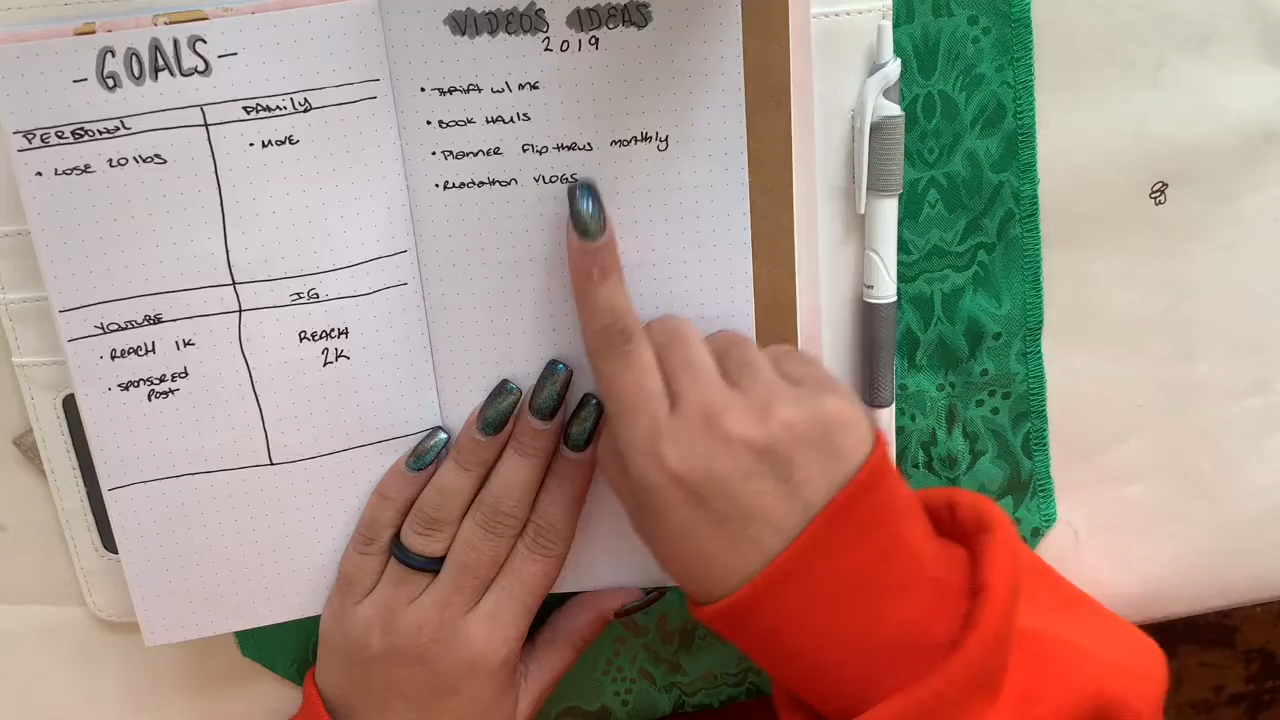 - GOALS -
PERSONAL
FAMILY
• LOSE 20 lbs
• MOVE
YOUTUBE
I.G.
• REACH 1K
• SPONSORED
POST
REACH
2K
VIDEOS IDEAS
2019
• THRIFT W/ ME
• BOOK HAULS
• PLANNER Flip-thrus monthly
• Readathon VLOGS